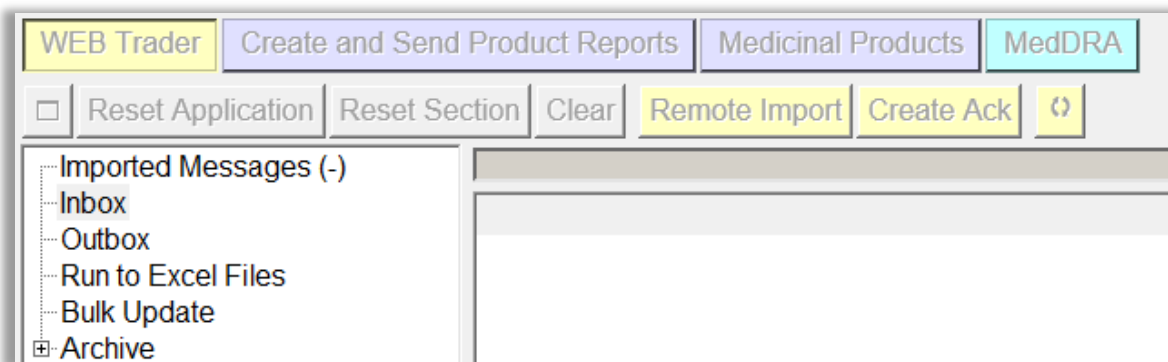 WEB Trader Create and Send Product Reports Medicinal Products MedDRA
Reset Application Reset Section Clear Remote Import Create Ack
Imported Messages (-)
Inbox
Outbox
Run to Excel Files
Bulk Update
Archive